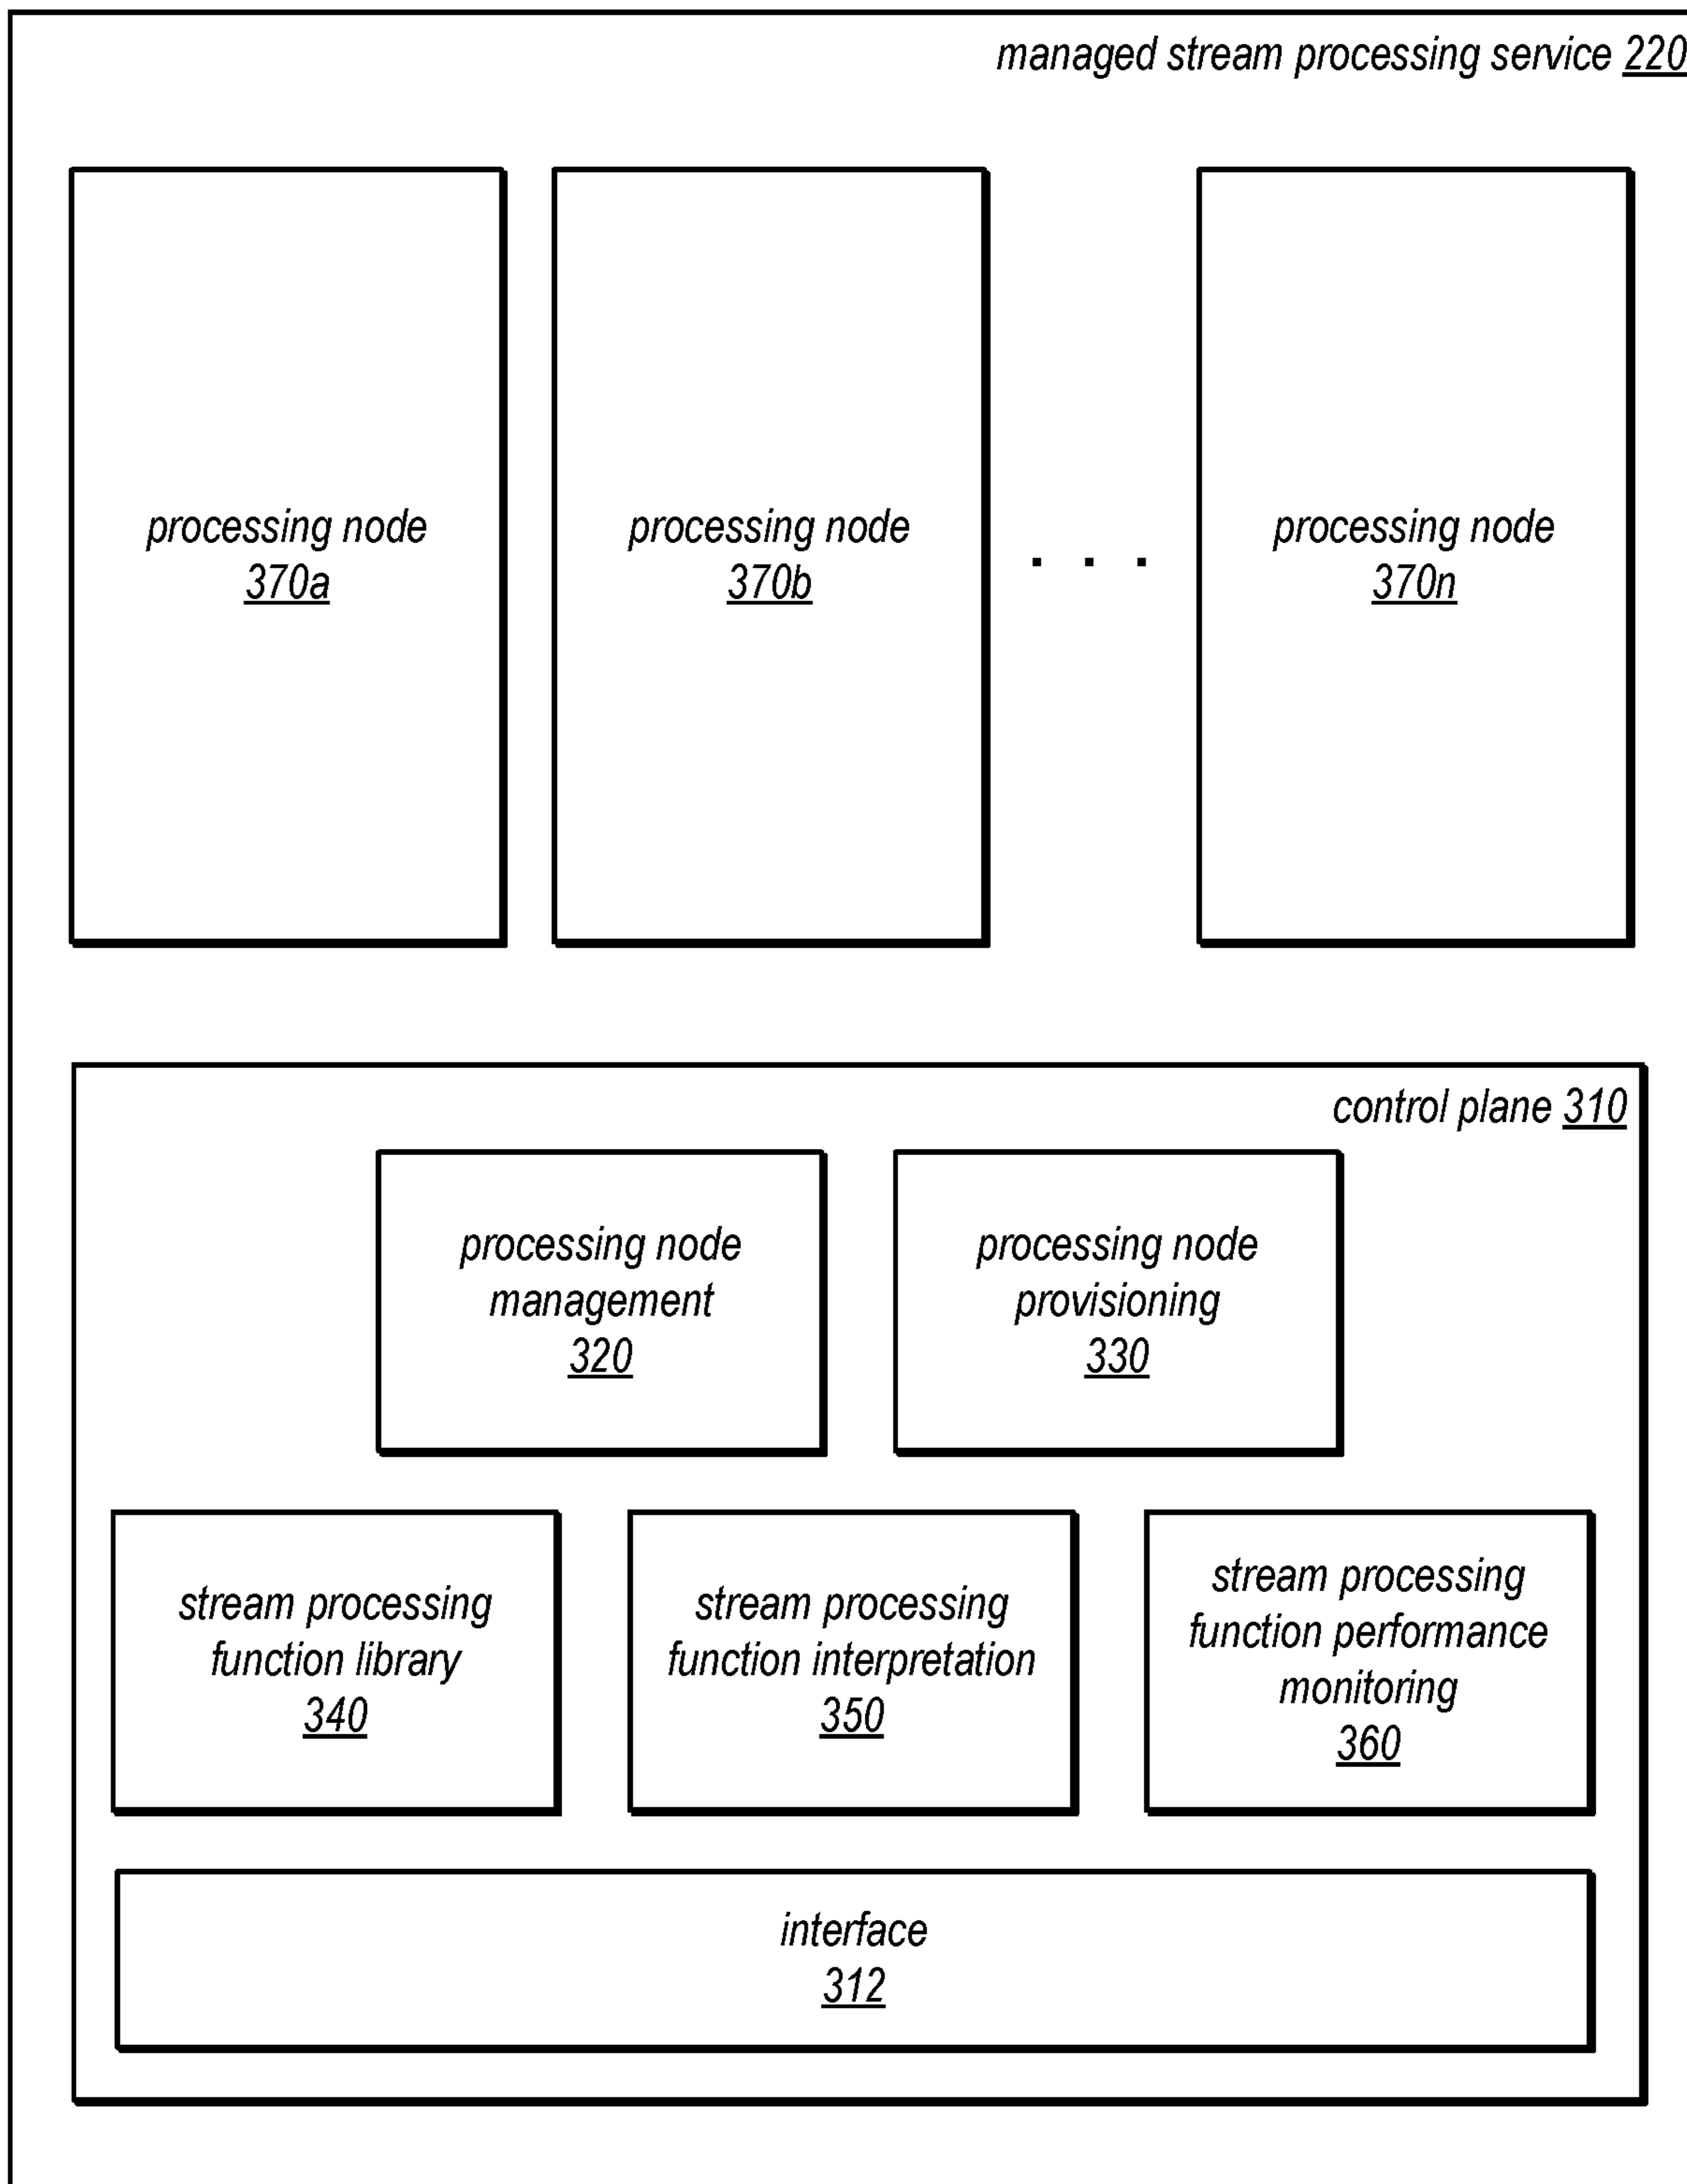 managed stream processing service 220
processing node
370a
processing node
370b
. . .
processing node
370n
control plane 310
processing node
management
320
processing node
provisioning
330
stream processing
function library
340
stream processing
function interpretation
350
stream processing
function performance
monitoring
360
interface
312